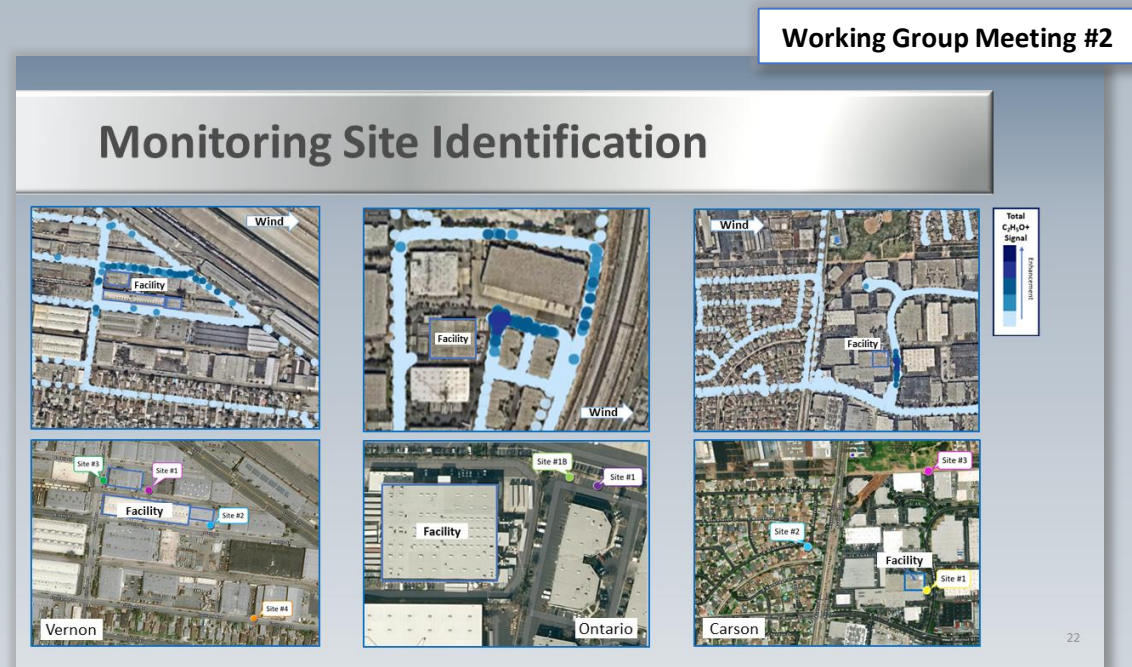 Working Group Meeting #2
Monitoring Site Identification
Wind
Facility
Facility
Wind
Wind
Facility
Total
C₂H₅O+
Signal
Enhancement
Site #3
Site #1
Facility
Site #2
Site #4
Vernon
Site #1B
Site #1
Facility
Ontario
Site #3
Site #2
Facility
Site #1
Carson
22